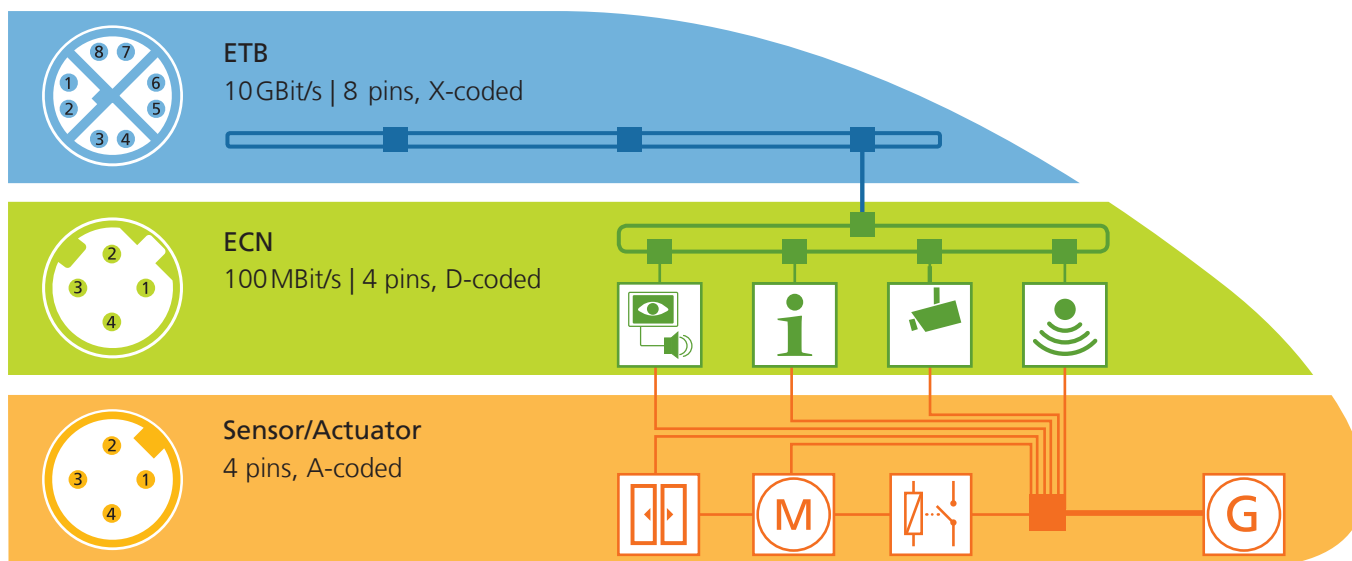 8 7
1 6
2 5
3 4
ETB
10 GBit/s | 8 pins, X-coded
2
3 1
4
ECN
100 MBit/s | 4 pins, D-coded
i
2
3 1
4
Sensor/Actuator
4 pins, A-coded
M
G